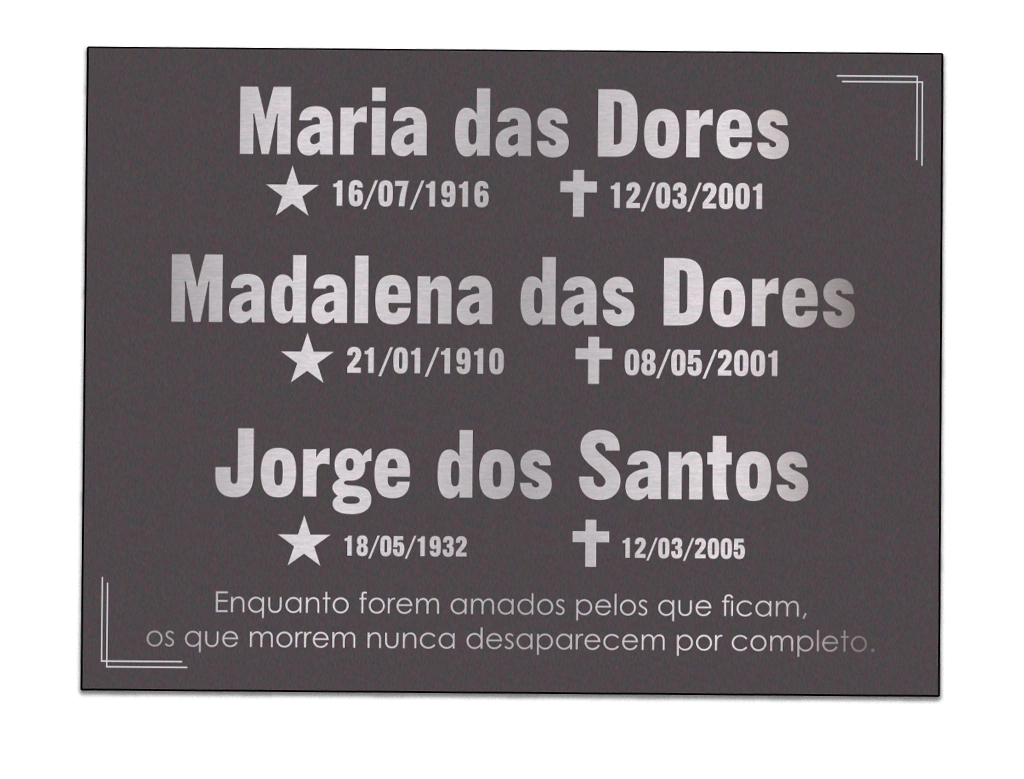 Maria das Dores
★ 16/07/1916 ✝ 12/03/2001
Madalena das Dores
★ 21/01/1910 ✝ 08/05/2001
Jorge dos Santos
★ 18/05/1932 ✝ 12/03/2005
Enquanto forem amados pelos que ficam,
os que morrem nunca desaparecem por completo.